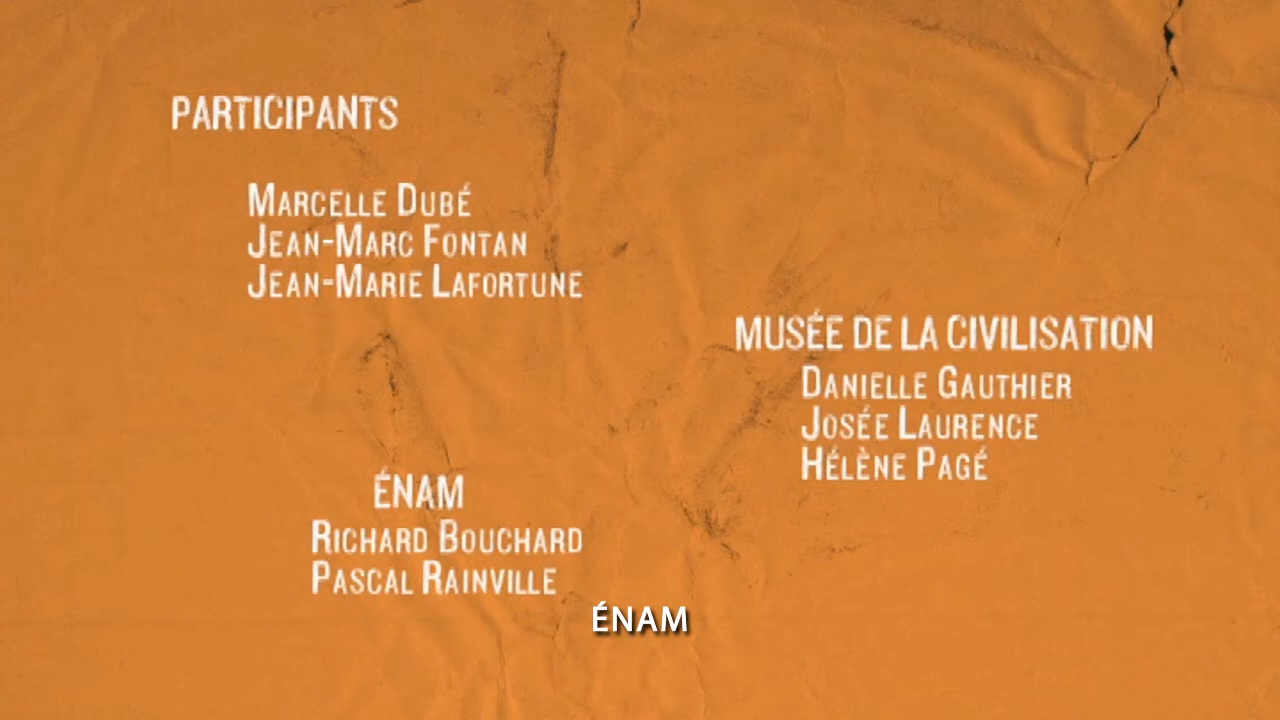 PARTICIPANTS
MARCELLE DUBÉ
JEAN-MARC FONTAN
JEAN-MARIE LAFORTUNE
MUSÉE DE LA CIVILISATION
DANIELLE GAUTHIER
JOSÉE LAURENCE
HÉLÈNE PAGÉ
ÉNAM
RICHARD BOUCHARD
PASCAL RAINVILLE
ÉNAM